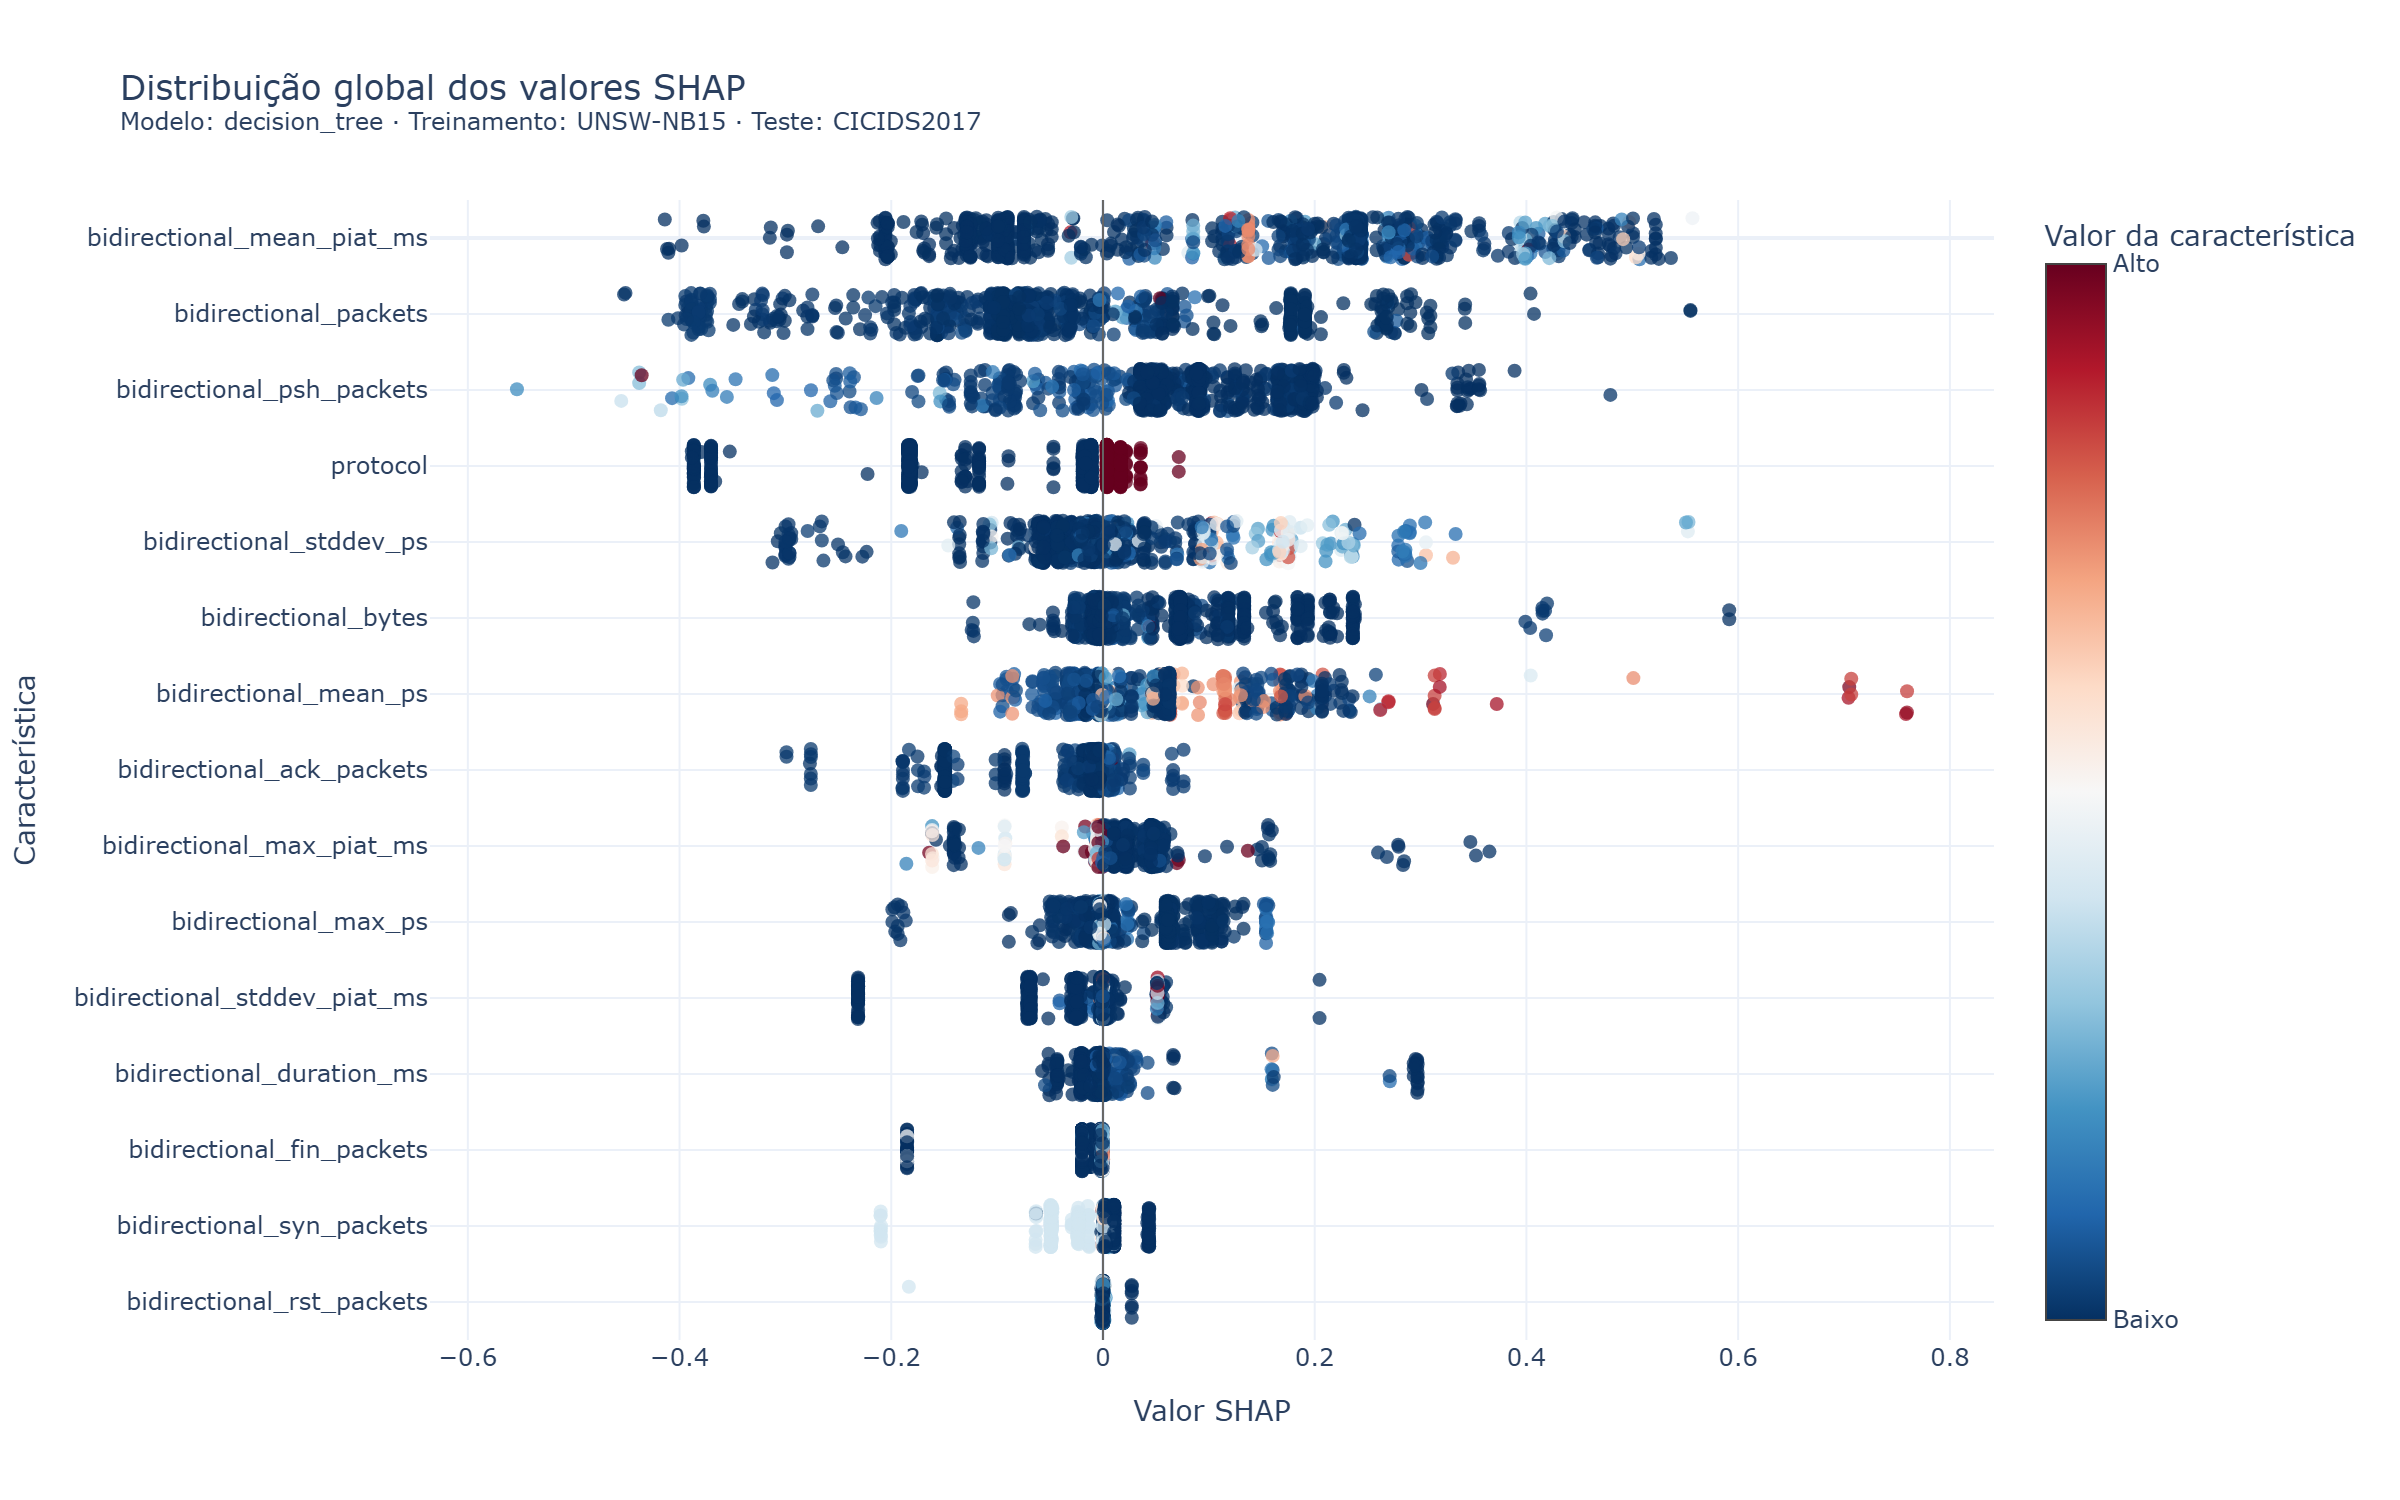 Distribuição global dos valores SHAP
Modelo: decision_tree · Treinamento: UNSW-NB15 · Teste: CICIDS2017
Valor da característica
Alto
Baixo
Característica
bidirectional_mean_piat_ms
bidirectional_packets
bidirectional_psh_packets
protocol
bidirectional_stddev_ps
bidirectional_bytes
bidirectional_mean_ps
bidirectional_ack_packets
bidirectional_max_piat_ms
bidirectional_max_ps
bidirectional_stddev_piat_ms
bidirectional_duration_ms
bidirectional_fin_packets
bidirectional_syn_packets
bidirectional_rst_packets
−0.6 −0.4 −0.2 0 0.2 0.4 0.6 0.8
Valor SHAP